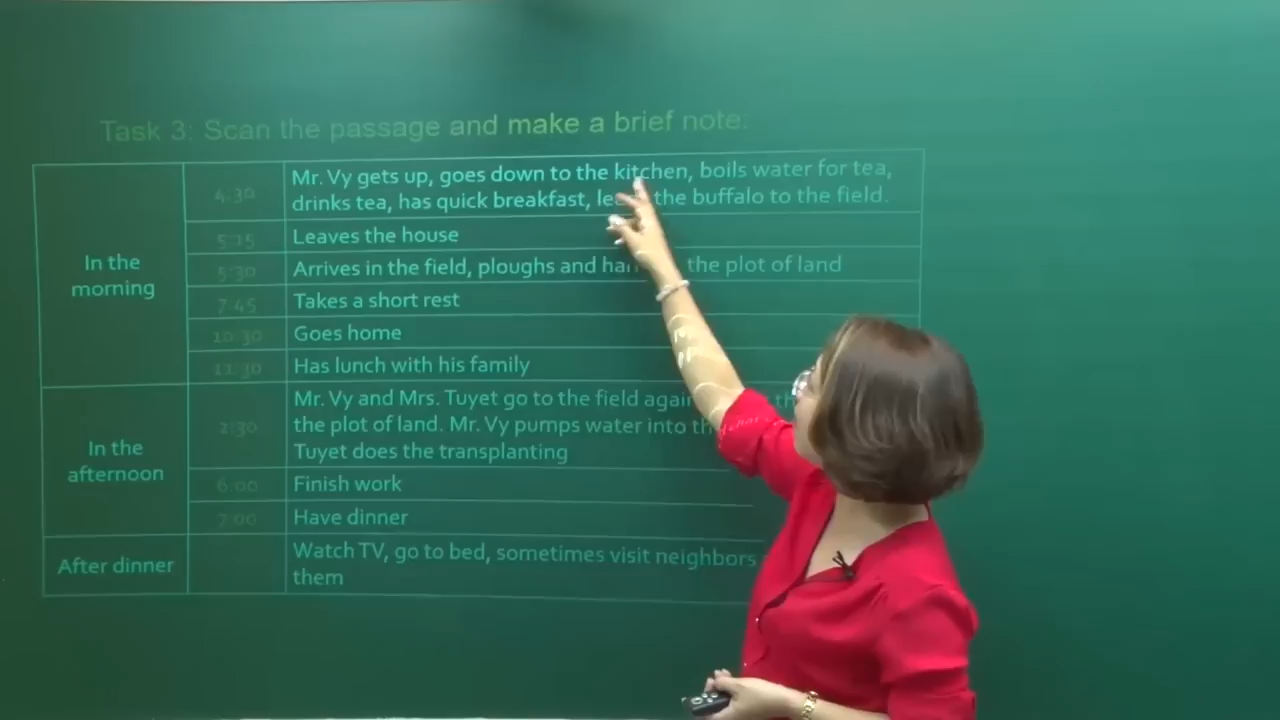 Task 3: Scan the passage and make a brief note:
In the
morning
4:30
Mr. Vy gets up, goes down to the kitchen, boils water for tea,
drinks tea, has quick breakfast, the buffalo to the field.
5:15
Leaves the house
5:30
Arrives in the field, ploughs and the plot of land
7:45
Takes a short rest
10:30
Goes home
11:30
Has lunch with his family
In the
afternoon
2:30
Mr. Vy and Mrs. Tuyet go to the field again
the plot of land. Mr. Vy pumps water into
Tuyet does the transplanting
6:00
Finish work
7:00
Have dinner
After dinner
Watch TV, go to bed, sometimes visit neighbors
them